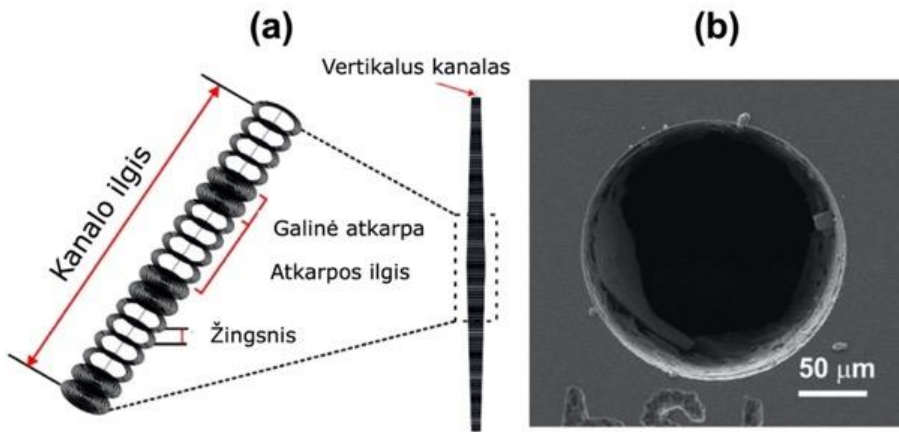 (a)
(b)
Vertikalus kanalas
Kanalo ilgis
Galinė atkarpa
Atkarpos ilgis
Žingsnis
50 μm